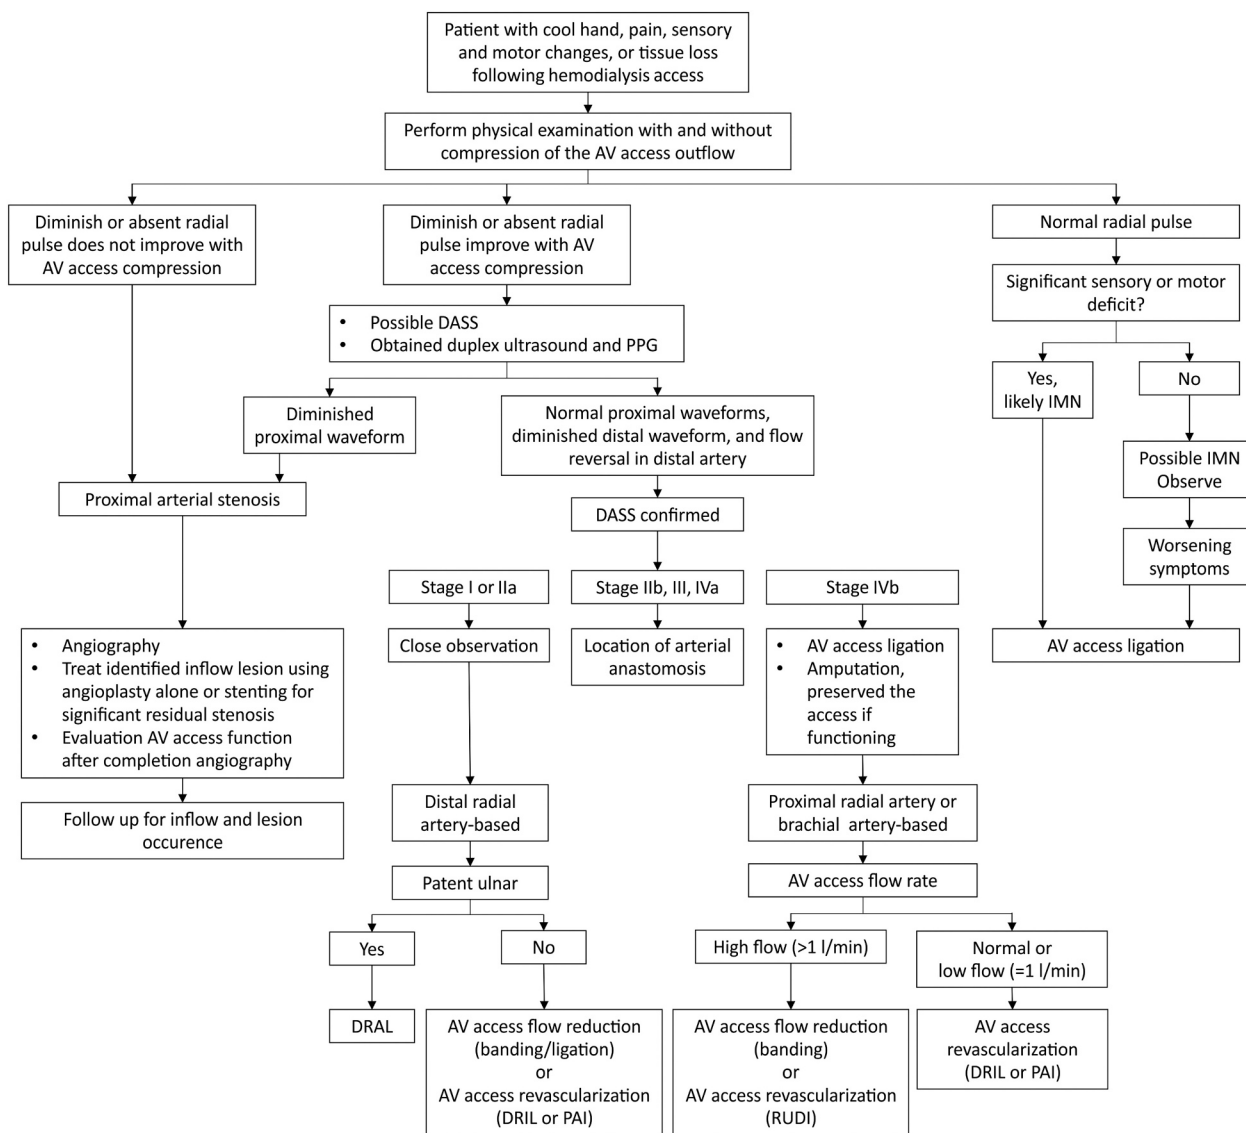 Patient with cool hand, pain, sensory
and motor changes, or tissue loss
following hemodialysis access
Perform physical examination with and without
compression of the AV access outflow
Diminish or absent radial
pulse does not improve with
AV access compression
Diminish or absent radial
pulse improve with AV
access compression
Normal radial pulse
Significant sensory or motor
deficit?
• Possible DASS
• Obtained duplex ultrasound and PPG
Yes,
likely IMN
No
Diminished
proximal waveform
Normal proximal waveforms,
diminished distal waveform, and flow
reversal in distal artery
Possible IMN
Observe
Proximal arterial stenosis
DASS confirmed
Worsening
symptoms
Stage I or IIa
Stage IIb, III, IVa
Stage IVb
• Angiography
• Treat identified inflow lesion using
angioplasty alone or stenting for
significant residual stenosis
• Evaluation AV access function
after completion angiography
Close observation
Location of arterial
anastomosis
• AV access ligation
• Amputation,
preserved the
access if
functioning
AV access ligation
Follow up for inflow and lesion
occurence
Distal radial
artery-based
Proximal radial artery or
brachial artery-based
Patent ulnar
AV access flow rate
Yes
No
High flow (>1 l/min)
Normal or
low flow (=1 l/min)
DRAL
AV access flow reduction
(banding/ligation)
or
AV access revascularization
(DRIL or PAI)
AV access flow reduction
(banding)
or
AV access revascularization
(RUDI)
AV access
revascularization
(DRIL or PAI)